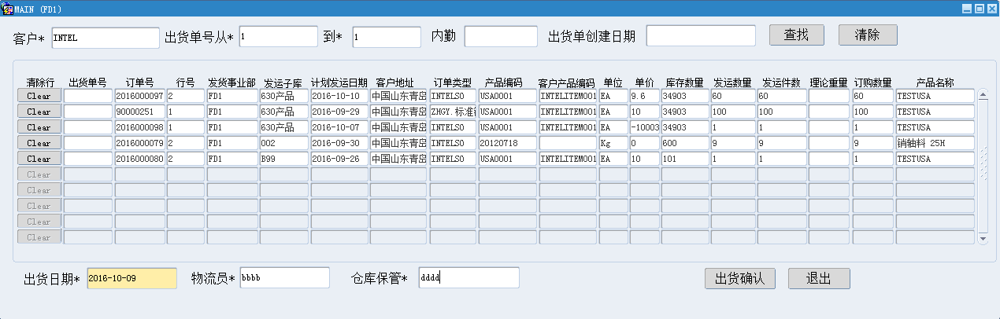 MAIN (FD1)
客户* INTEL 出货单号从* 1 到* 1 内勤 出货单创建日期 查找 清除
清除行 出货单号 订单号 行号 发货事业部 发运子库 计划发运日期 客户地址 订单类型 产品编码 客户产品编码 单位 单价 库存数量 发运数量 发运件数 理论重量 订购数量 产品名称
Clear 2016000097 2 FD1 630产品 2016-10-10 中国山东青岛 INTELSO USA0001 INTELITEM001 EA 9.6 34903 60 60 60 TESTUSA
Clear 90000251 1 FD1 630产品 2016-09-29 中国山东青岛 ZHGY.标准 USA0001 INTELITEM001 EA 10 34903 100 100 100 TESTUSA
Clear 2016000098 1 FD1 630产品 2016-10-07 中国山东青岛 INTELSO USA0001 INTELITEM001 EA -10003 34903 1 1 1 TESTUSA
Clear 2016000079 2 FD1 002 2016-09-30 中国山东青岛 INTELSO 20120718 Kg 0 600 9 9 9 销轴料 25H
Clear 2016000080 2 FD1 B99 2016-09-26 中国山东青岛 INTELSO USA0001 INTELITEM001 EA 10 101 1 1 1 TESTUSA
Clear
Clear
Clear
Clear
Clear
出货日期* 2016-10-09 物流员* bbbb 仓库保管* dddd 出货确认 退出